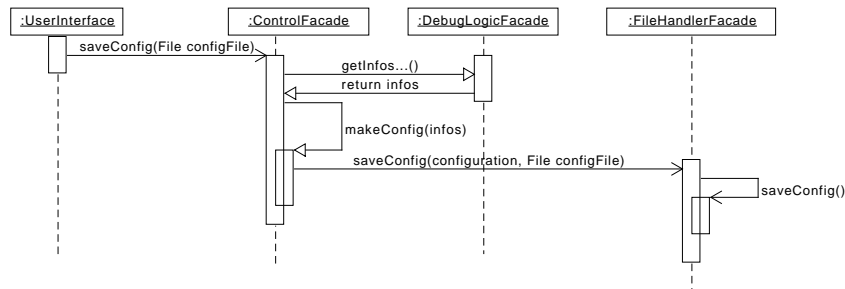 :UserInterface
:ControlFacade
:DebugLogicFacade
:FileHandlerFacade
saveConfig(File configFile)
getInfos...()
return infos
makeConfig(infos)
saveConfig(configuration, File configFile)
saveConfig()